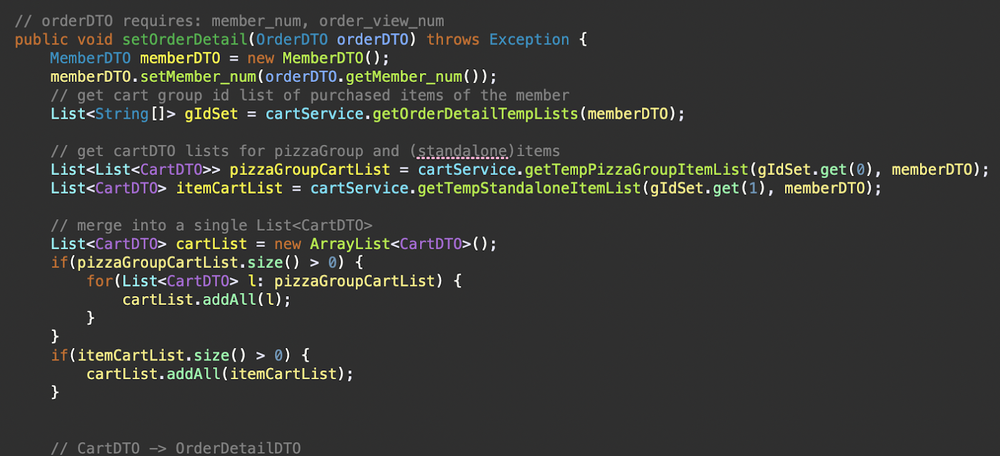 // orderDTO requires: member_num, order_view_num
public void setOrderDetail(OrderDTO orderDTO) throws Exception {
    MemberDTO memberDTO = new MemberDTO();
    memberDTO.setMember_num(orderDTO.getMember_num());
    // get cart group id list of purchased items of the member
    List<String[]> gIdSet = cartService.getOrderDetailTempLists(memberDTO);

    // get cartDTO lists for pizzaGroup and (standalone)items
    List<List<CartDTO>> pizzaGroupCartList = cartService.getTempPizzaGroupItemList(gIdSet.get(0), memberDTO);
    List<CartDTO> itemCartList = cartService.getTempStandaloneItemList(gIdSet.get(1), memberDTO);

    // merge into a single List<CartDTO>
    List<CartDTO> cartList = new ArrayList<CartDTO>();
    if(pizzaGroupCartList.size() > 0) {
        for(List<CartDTO> l: pizzaGroupCartList) {
            cartList.addAll(l);
        }
    }
    if(itemCartList.size() > 0) {
        cartList.addAll(itemCartList);
    }

    // CartDTO -> OrderDetailDTO